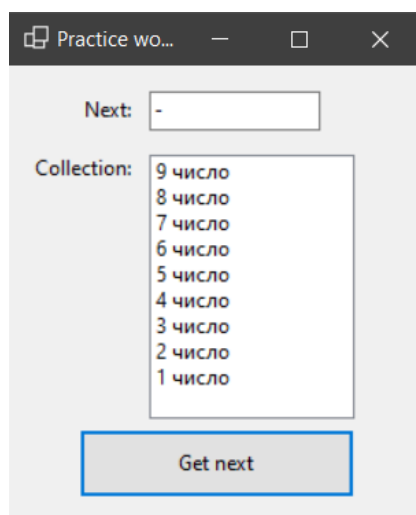 Practice wo...
Next: -
Collection:
9 число
8 число
7 число
6 число
5 число
4 число
3 число
2 число
1 число
Get next